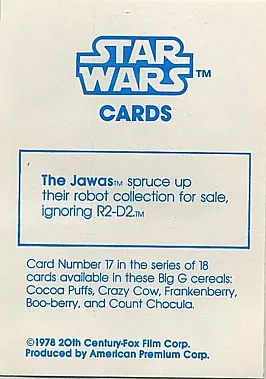 STAR
WARS™
CARDS
The Jawas™ spruce up
their robot collection for sale,
ignoring R2-D2.™
Card Number 17 in the series of 18
cards available in these Big G cereals:
Cocoa Puffs, Crazy Cow, Frankenberry,
Boo-berry, and Count Chocula.
©1978 20th Century-Fox Film Corp.
Produced by American Premium Corp.